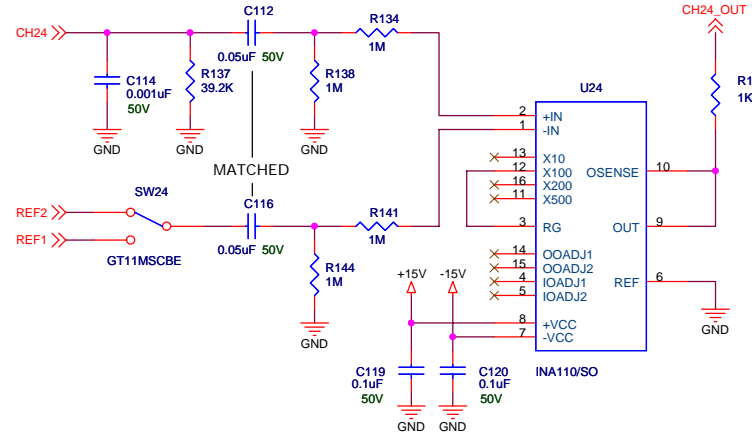 CH24_OUT
CH24
C112
0.05uF 50V
R134
1M
C114
0.001uF
50V
R137
39.2K
R138
1M
R1
1K
GND
GND
GND
MATCHED
U24
2 +IN
1 -IN
13 X10
12 X100
16 X200
11 X500
3 RG
14 OOADJ1
15 OOADJ2
4 IOADJ1
5 IOADJ2
8 +VCC
7 -VCC
OSENSE 10
OUT 9
REF 6
INA110/SO
GND
SW24
REF2
REF1
GT11MSCBE
C116
0.05uF 50V
R141
1M
R144
1M
GND
+15V
-15V
C119
0.1uF
50V
C120
0.1uF
50V
GND
GND